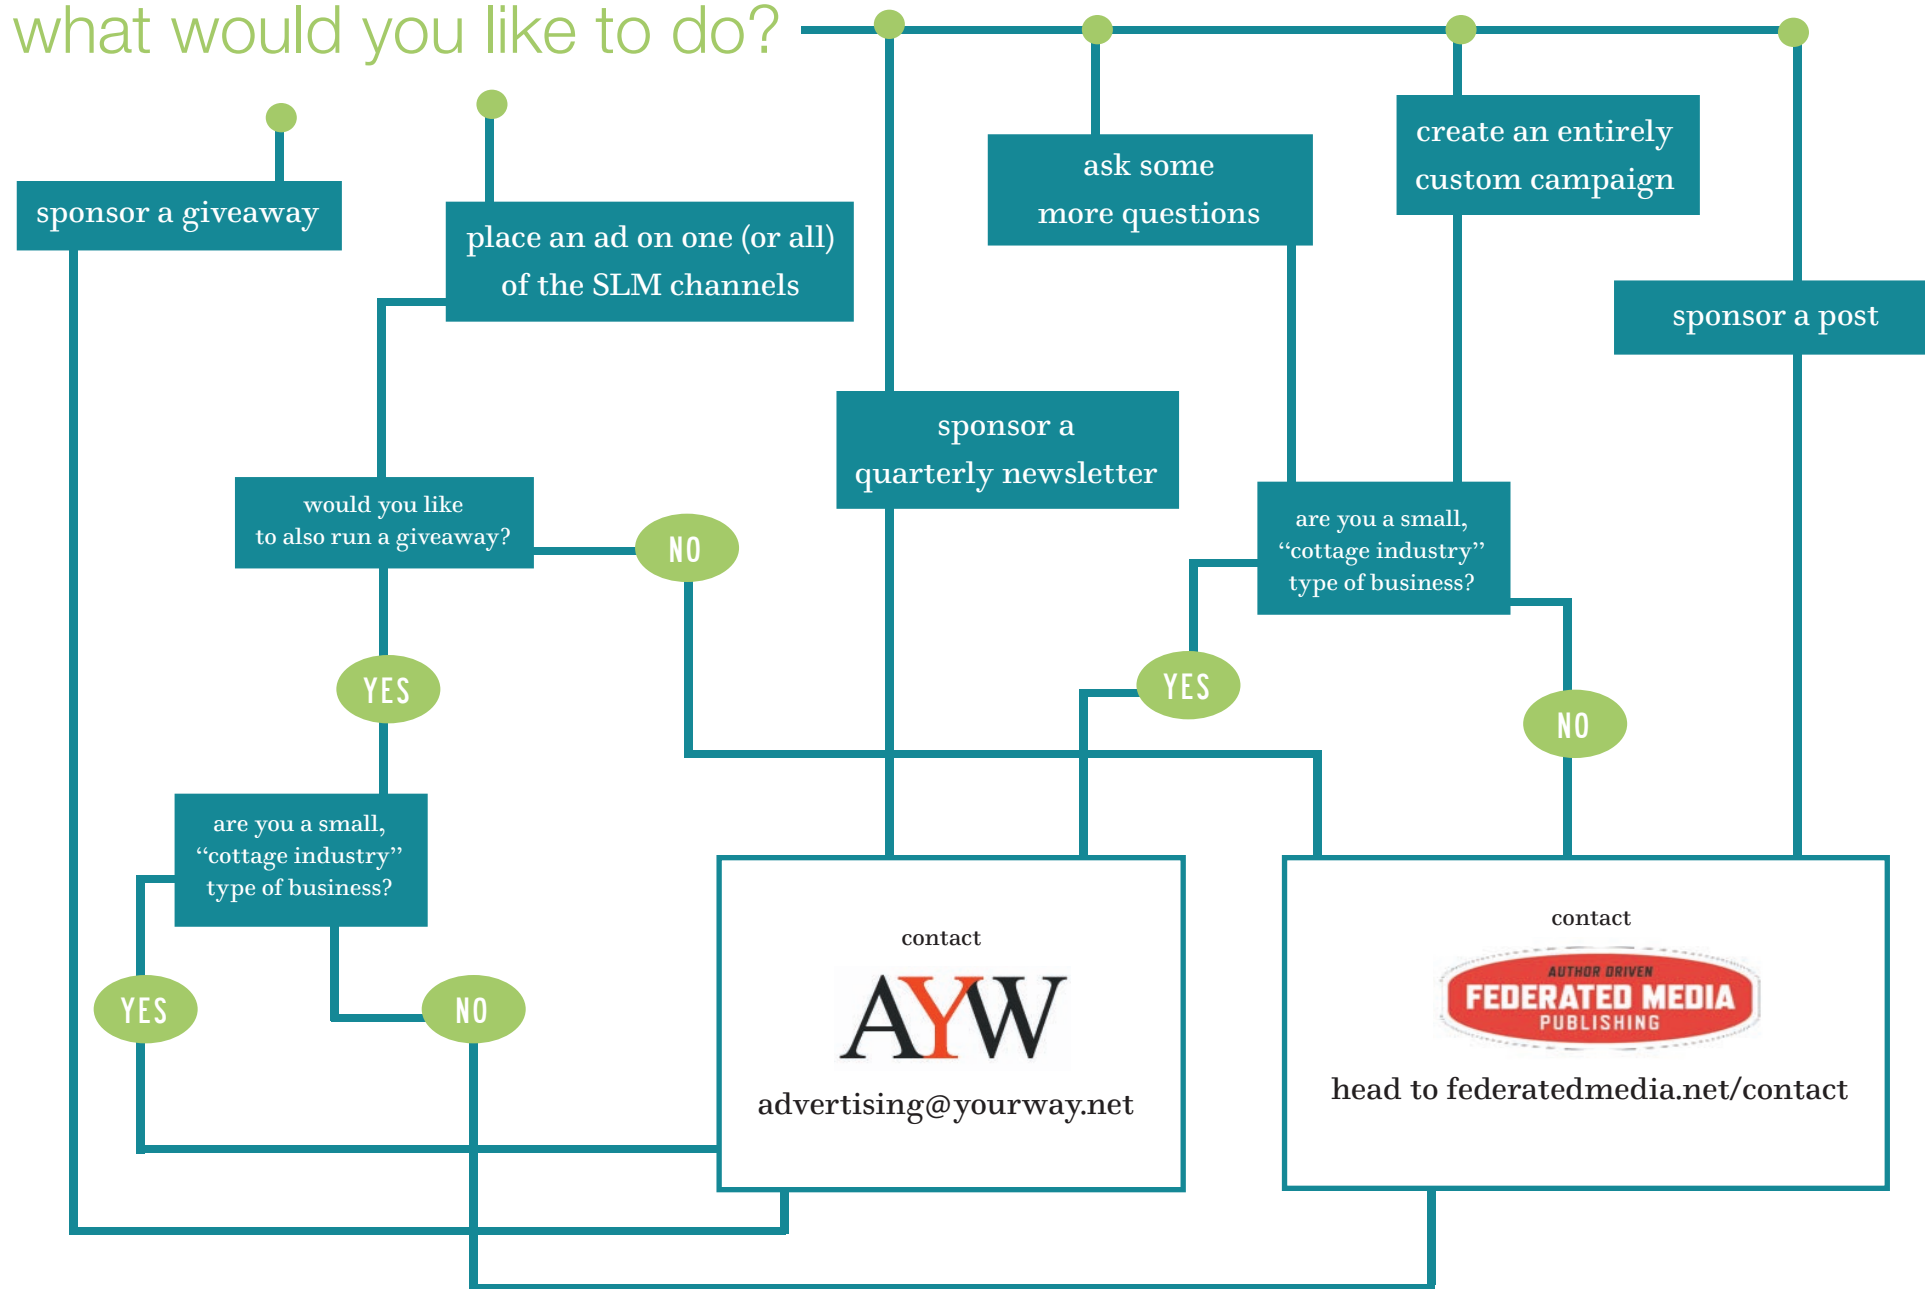 what would you like to do?
sponsor a giveaway
place an ad on one (or all)
of the SLM channels
ask some
more questions
create an entirely
custom campaign
sponsor a post
sponsor a
quarterly newsletter
would you like
to also run a giveaway?
NO
YES
are you a small,
“cottage industry”
type of business?
YES
NO
are you a small,
“cottage industry”
type of business?
YES
NO
contact
AYW
advertising@yourway.net
contact
AUTHOR DRIVEN
FEDERATED MEDIA
PUBLISHING
head to federatedmedia.net/contact